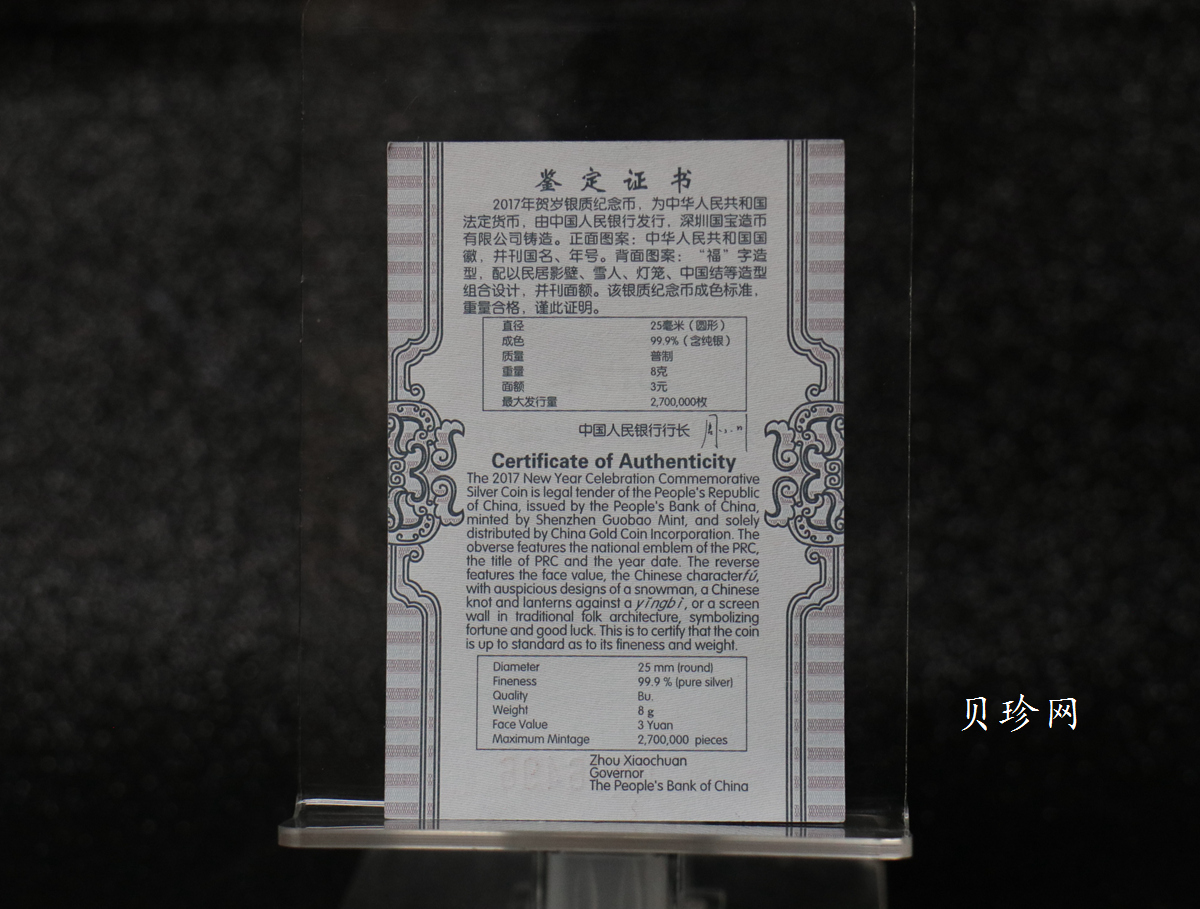 鉴定证书
2017年贺岁银质纪念币，为中华人民共和国
法定货币，由中国人民银行发行，深圳国宝造币
有限公司铸造。正面图案：中华人民共和国国
徽，并刊国名、年号。背面图案：“福”字造
型，配以民居影壁、雪人、灯笼、中国结等造型
组合设计，并刊面额。该银质纪念币成色标准，
重量合格，谨此证明。
直径 25毫米（圆形）
成色 99.9%（含纯银）
质量 普制
重量 8克
面额 3元
最大发行量 2,700,000枚
中国人民银行行长
Certificate of Authenticity
The 2017 New Year Celebration Commemorative
Silver Coin is legal tender of the People's Republic
of China, issued by the People's Bank of China,
minted by Shenzhen Guobao Mint, and solely
distributed by China Gold Coin Incorporation. The
obverse features the national emblem of the PRC,
the title of PRC and the year date. The reverse
features the face value, the Chinese character fú,
with auspicious designs of a snowman, a Chinese
knot and lanterns against a yǐngbì, or a screen
wall in traditional folk architecture, symbolizing
fortune and good luck. This is to certify that the coin
is up to standard as to its fineness and weight.
Diameter 25 mm (round)
Fineness 99.9 % (pure silver)
Quality Bu.
Weight 8 g
Face Value 3 Yuan
Maximum Mintage 2,700,000 pieces
Zhou Xiaochuan
Governor
The People's Bank of China
贝珍网